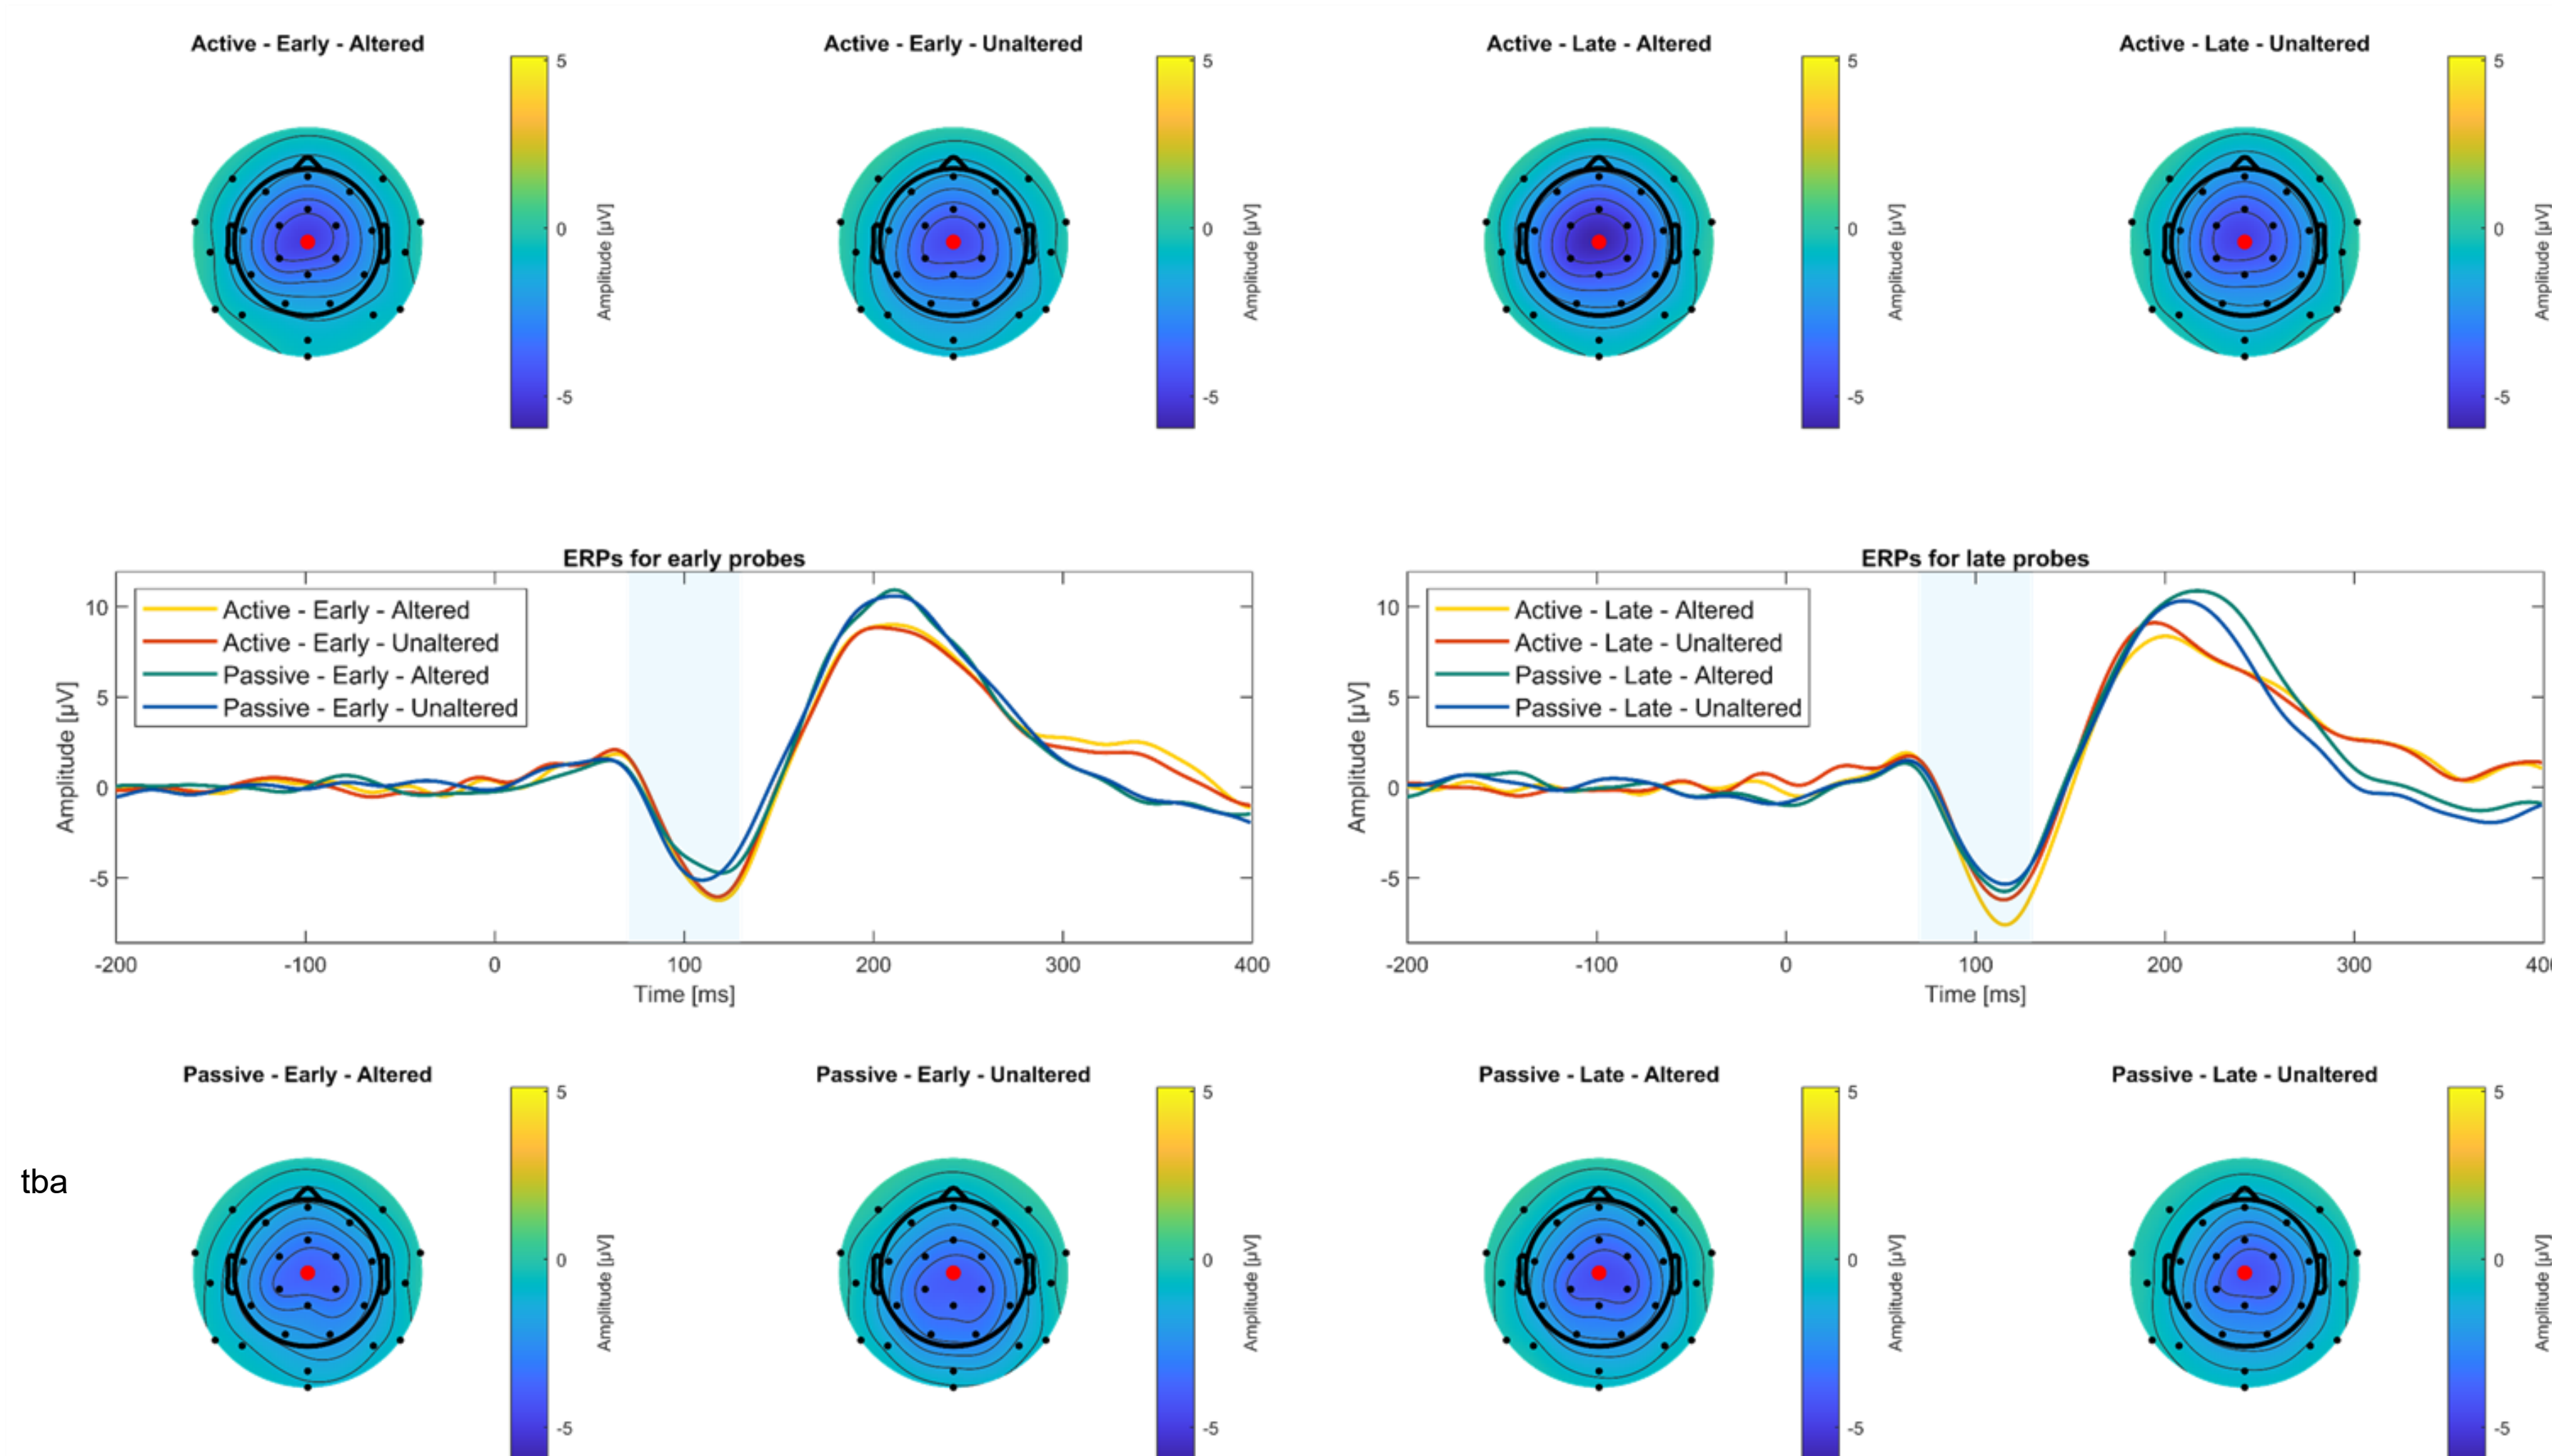 Active - Early - Altered
5
0
-5
Amplitude [µV]
Active - Early - Unaltered
5
0
-5
Amplitude [µV]
Active - Late - Altered
5
0
-5
Amplitude [µV]
Active - Late - Unaltered
5
0
-5
Amplitude [µV]
ERPs for early probes
Active - Early - Altered
Active - Early - Unaltered
Passive - Early - Altered
Passive - Early - Unaltered
10
5
0
-5
Amplitude [µV]
-200 -100 0 100 200 300 400
Time [ms]
ERPs for late probes
Active - Late - Altered
Active - Late - Unaltered
Passive - Late - Altered
Passive - Late - Unaltered
10
5
0
-5
Amplitude [µV]
-200 -100 0 100 200 300 40
Time [ms]
tba
Passive - Early - Altered
5
0
-5
Amplitude [µV]
Passive - Early - Unaltered
5
0
-5
Amplitude [µV]
Passive - Late - Altered
5
0
-5
Amplitude [µV]
Passive - Late - Unaltered
5
0
-5
Amplitude [µV]